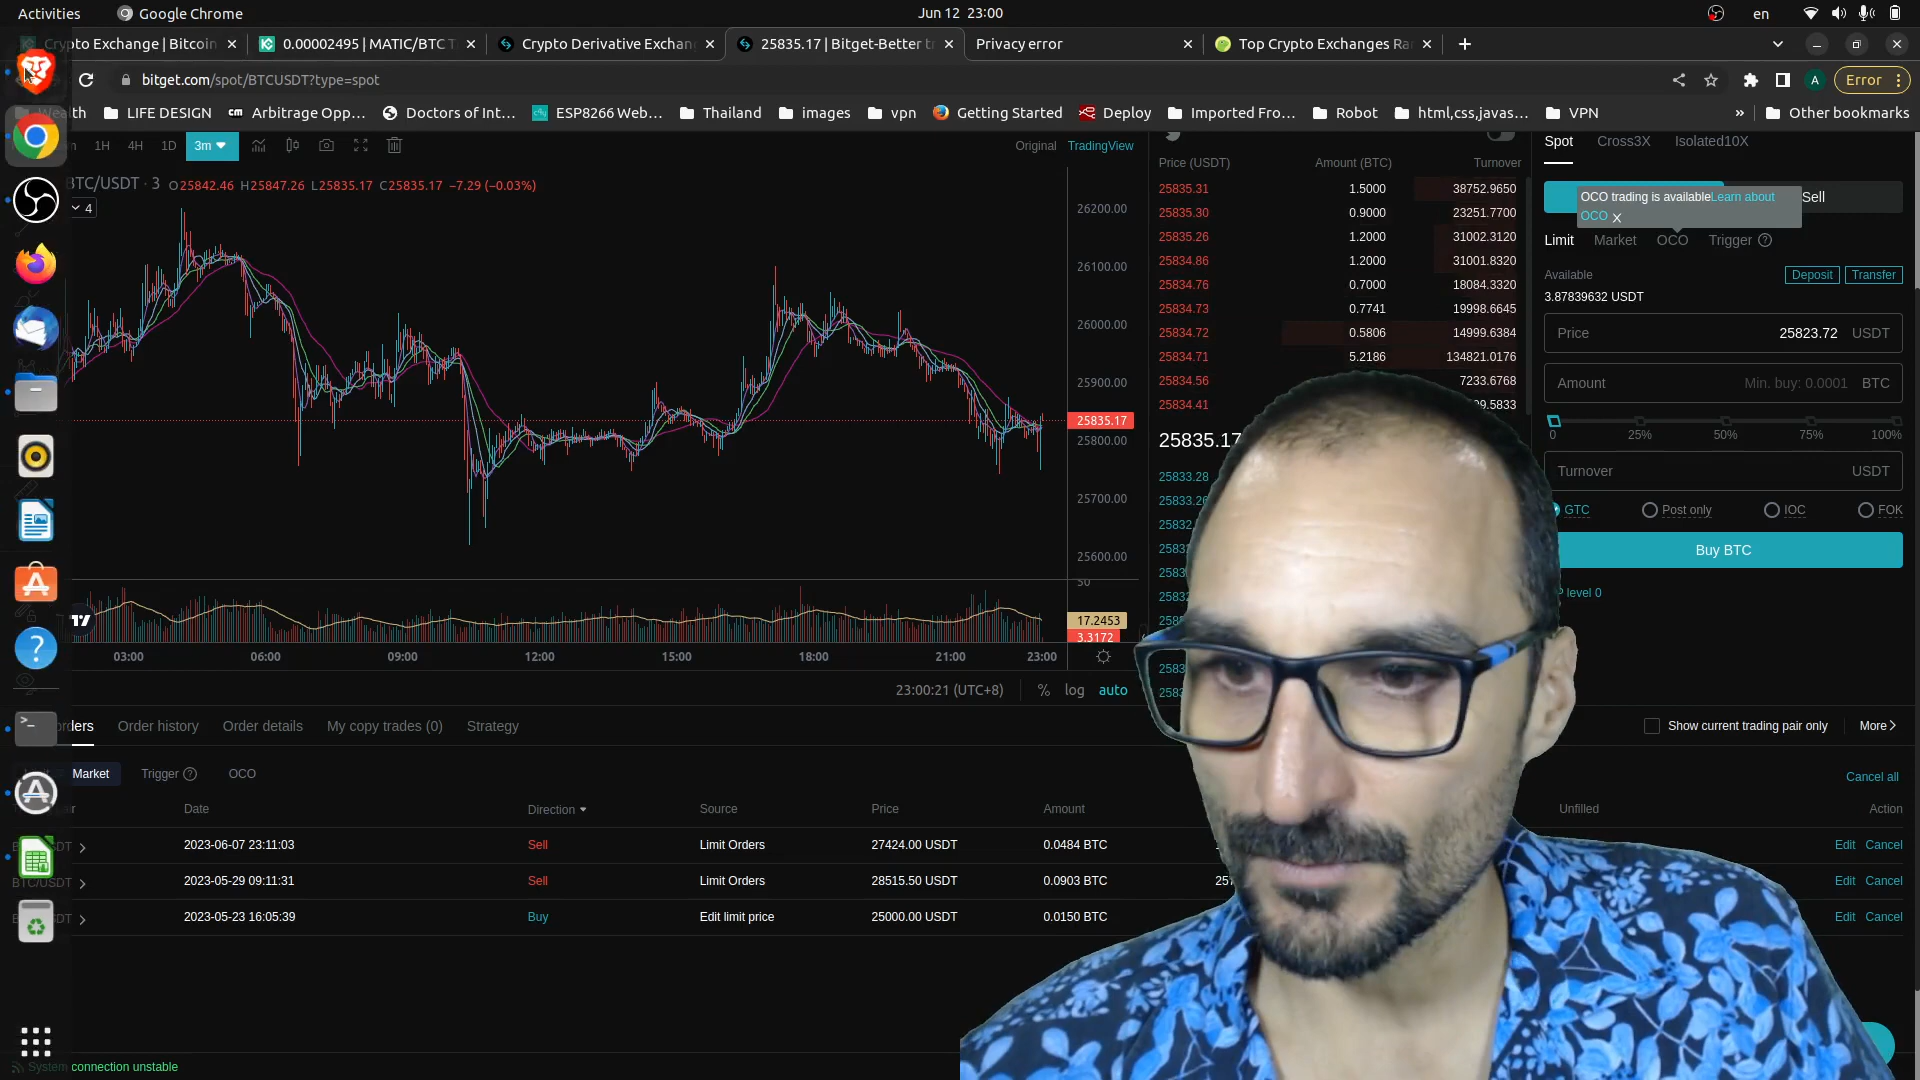 Activities
Google Chrome
Jun 12 23:00
en
Crypto Exchange | Bitcoin
0.00002495 | MATIC/BTC T
Crypto Derivative Exchan
25835.17 | Bitget-Better tr
Privacy error
Top Crypto Exchanges Ra
bitget.com/spot/BTCUSDT?type=spot
A
Error
LIFE DESIGN
Arbitrage Opp...
Doctors of Int...
ESP8266 Web...
Thailand
images
vpn
Getting Started
Deploy
Imported Fro...
Robot
html,css,javas...
VPN
»
Other bookmarks
1H 4H 1D 3m
Original TradingView
BTC/USDT · 3 O25842.46 H25847.26 L25835.17 C25835.17 −7.29 (−0.03%)
4
26200.00
26100.00
26000.00
25900.00
25835.17
25800.00
25700.00
25600.00
50
17.2453
3.3172
03:00 06:00 09:00 12:00 15:00 18:00 21:00 23:00
23:00:21 (UTC+8) % log auto
Price (USDT) Amount (BTC) Turnover
25835.31 1.5000 38752.9650
25835.30 0.9000 23251.7700
25835.26 1.2000 31002.3120
25834.86 1.2000 31001.8320
25834.76 0.7000 18084.3320
25834.73 0.7741 19998.6645
25834.72 0.5806 14999.6384
25834.71 5.2186 134821.0176
25834.56 7233.6768
25834.41 9.5833
25835.17
25833.28
Spot Cross3X Isolated10X
OCO trading is availableLearn about
OCO X
Sell
Limit Market OCO Trigger ?
Available Deposit Transfer
3.87839632 USDT
Price 25823.72 USDT
Amount Min. buy: 0.0001 BTC
0 25% 50% 75% 100%
Turnover USDT
GTC Post only IOC FOK
Buy BTC
level 0
orders Order history Order details My copy trades (0) Strategy
Show current trading pair only More
Market Trigger ? OCO
Cancel all
Date Direction Source Price Amount Unfilled Action
2023-06-07 23:11:03 Sell Limit Orders 27424.00 USDT 0.0484 BTC Edit Cancel
BTC/USDT 2023-05-29 09:11:31 Sell Limit Orders 28515.50 USDT 0.0903 BTC 257 Edit Cancel
2023-05-23 16:05:39 Buy Edit limit price 25000.00 USDT 0.0150 BTC Edit Cancel
System connection unstable